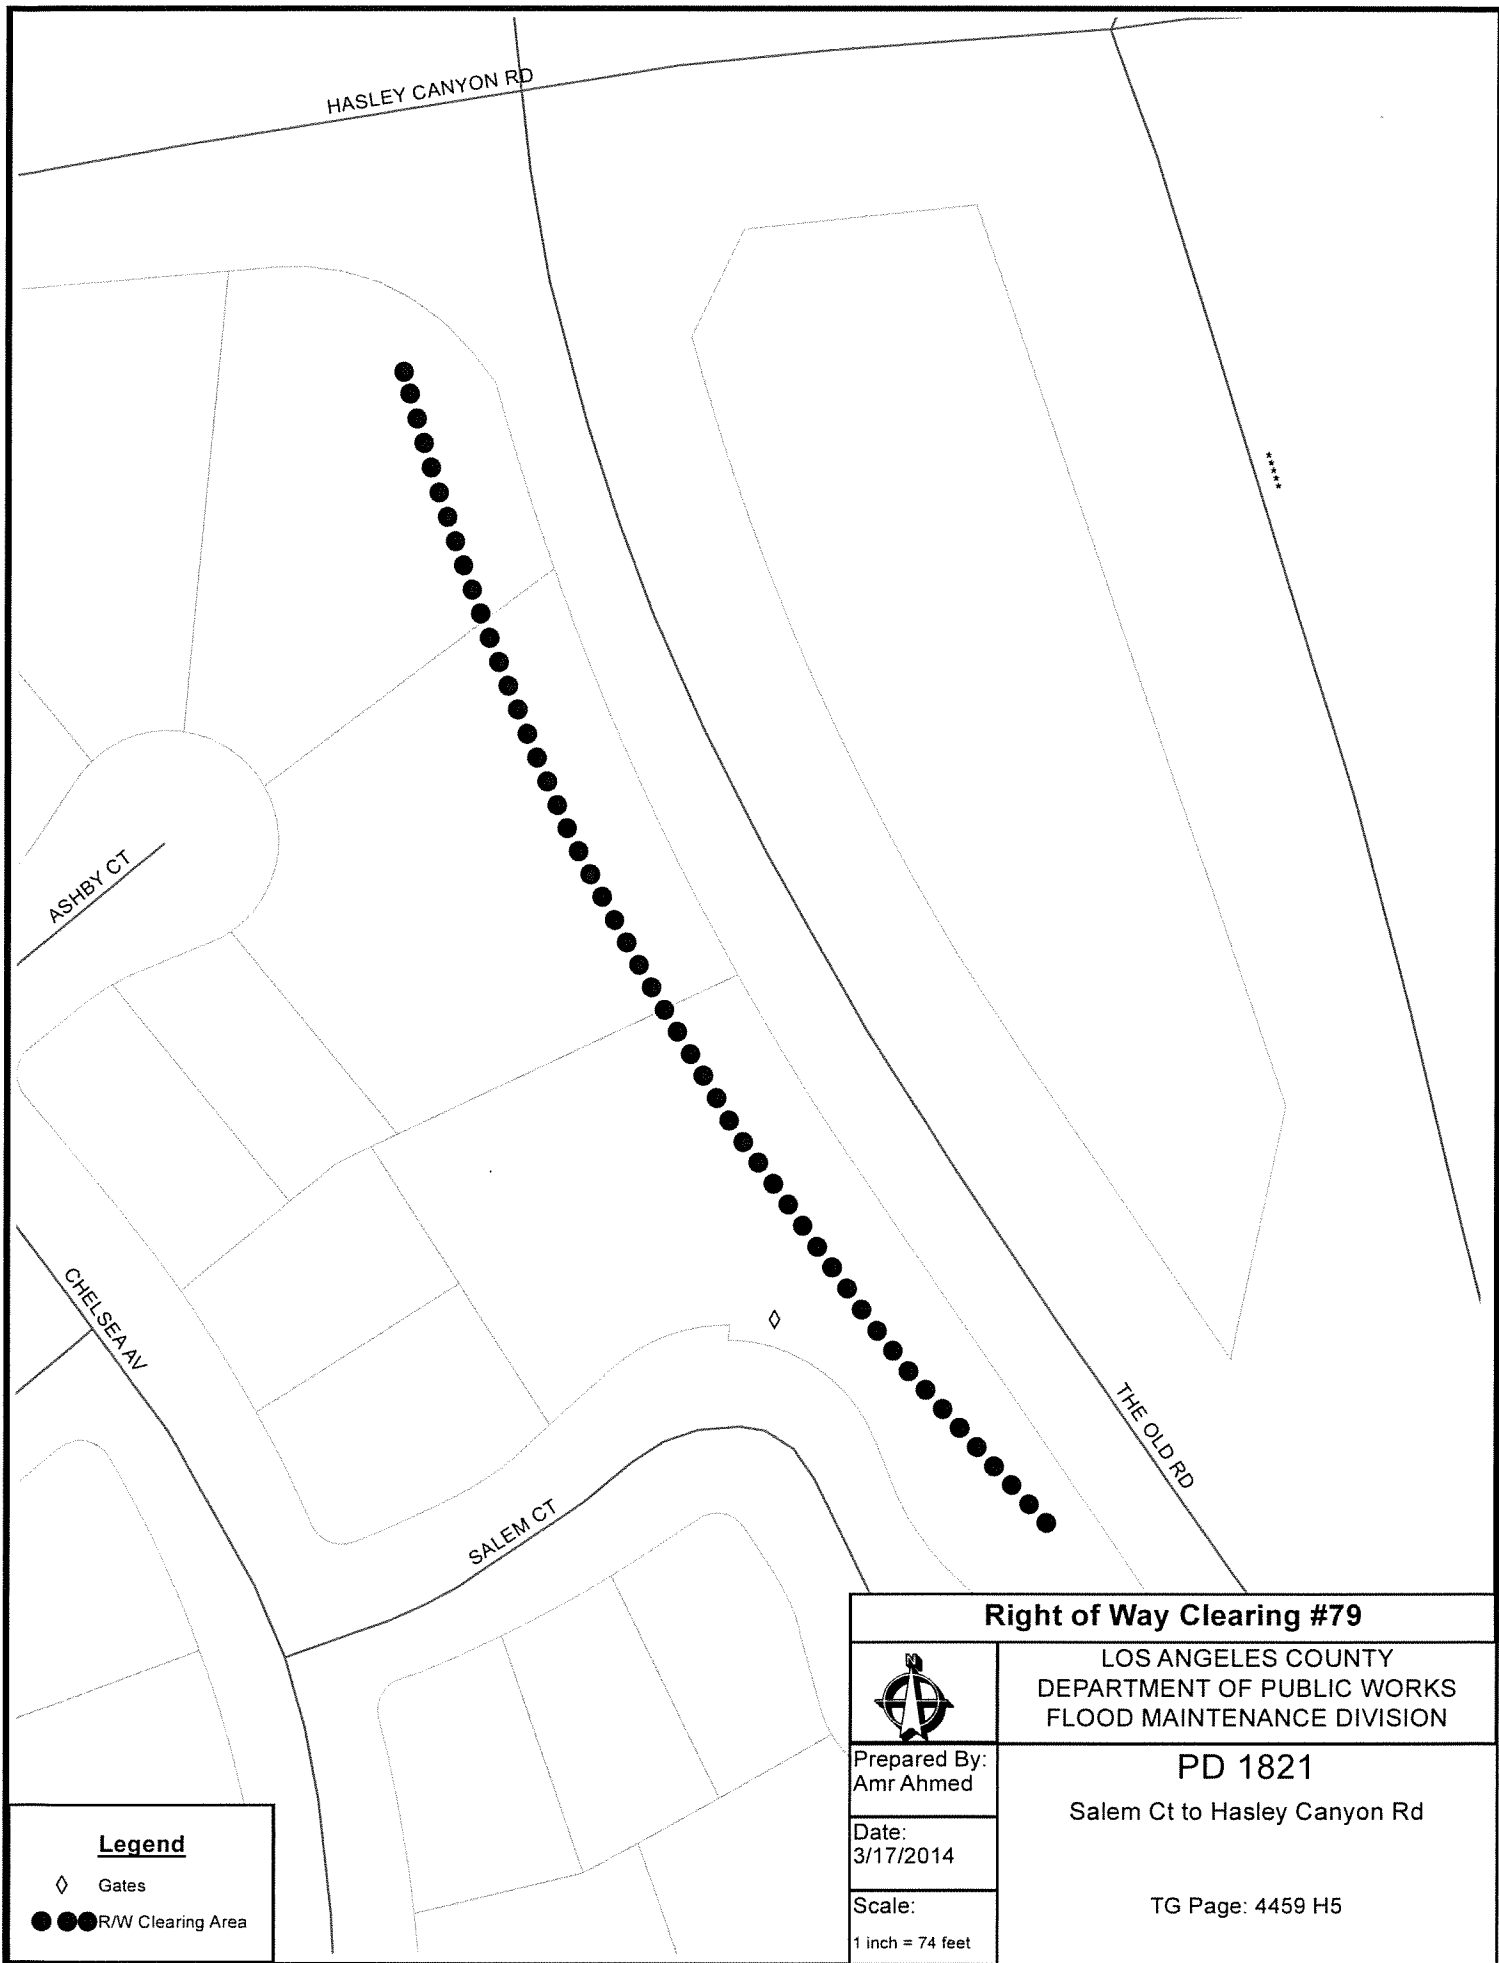 HASLEY CANYON RD
*****
ASHBY CT
CHELSEA AV
THE OLD RD
SALEM CT
Right of Way Clearing #79
N
LOS ANGELES COUNTY
DEPARTMENT OF PUBLIC WORKS
FLOOD MAINTENANCE DIVISION
Prepared By:
Amr Ahmed
PD 1821
Salem Ct to Hasley Canyon Rd
Date:
3/17/2014
TG Page: 4459 H5
Scale:
1 inch = 74 feet
Legend
Gates
R/W Clearing Area